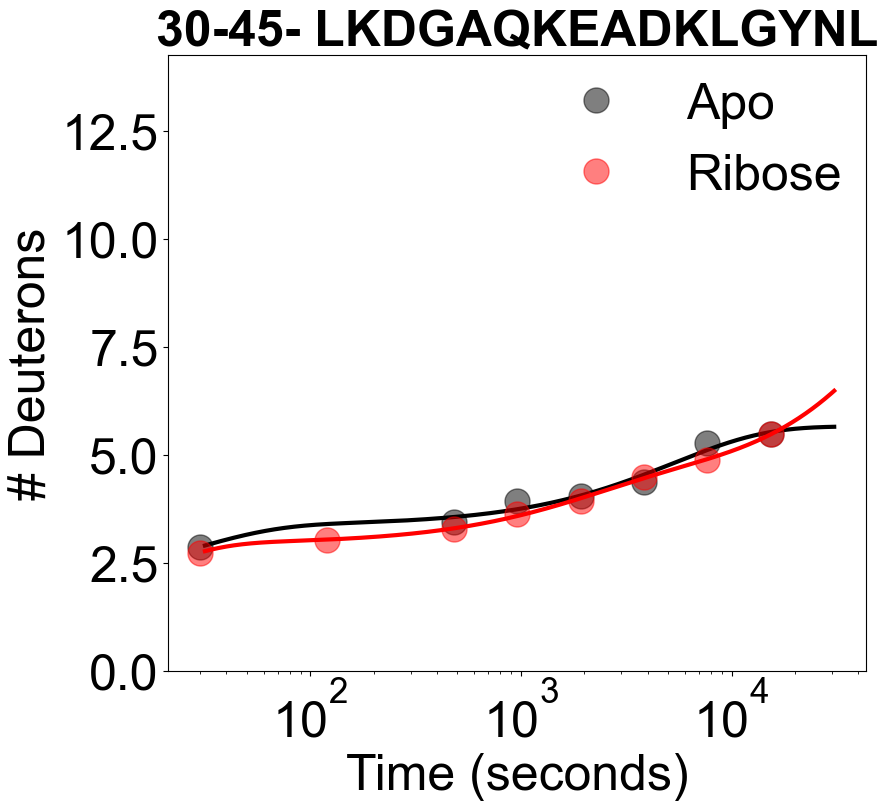 30-45- LKDGAQKEADKLGYNL
Apo
Ribose
# Deuterons
12.5
10.0
7.5
5.0
2.5
0.0
10^2
10^3
10^4
Time (seconds)